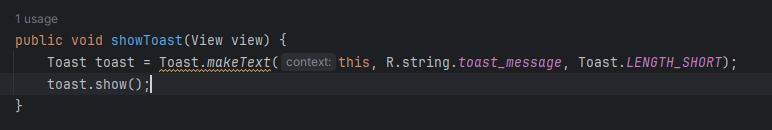 1 usage
public void showToast(View view) {
Toast toast = Toast.makeText( context: this, R.string.toast_message, Toast.LENGTH_SHORT);
toast.show();
}